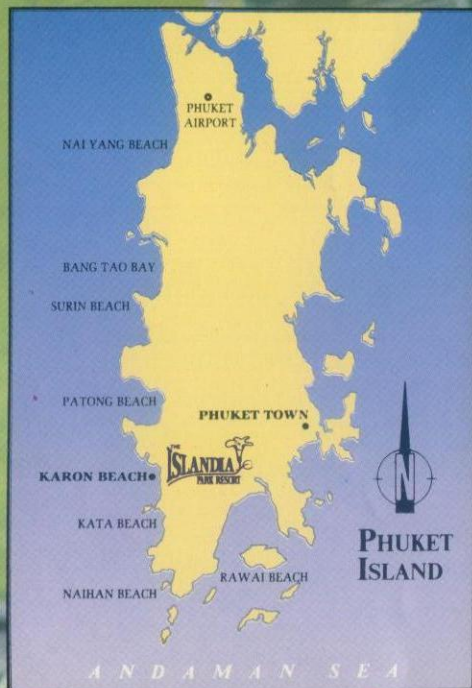 PHUKET
AIRPORT
NAI YANG BEACH
BANG TAO BAY
SURIN BEACH
PATONG BEACH
PHUKET TOWN
THE
ISLANDIA
PARK RESORT
KARON BEACH
KATA BEACH
N
PHUKET
ISLAND
RAWAI BEACH
NAIHAN BEACH
ANDAMAN SEA